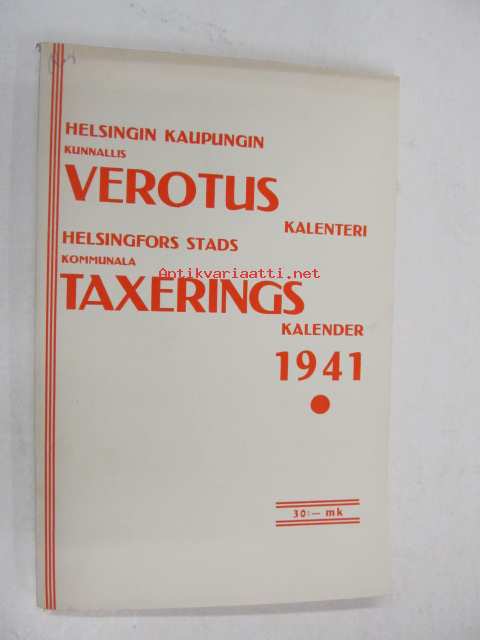 HELSINGIN KAUPUNGIN
KUNNALLIS
VEROTUS
KALENTERI
HELSINGFORS STADS
KOMMUNALA
Antikvariaatti.net
TAXERINGS
KALENDER
1941
30:— mk